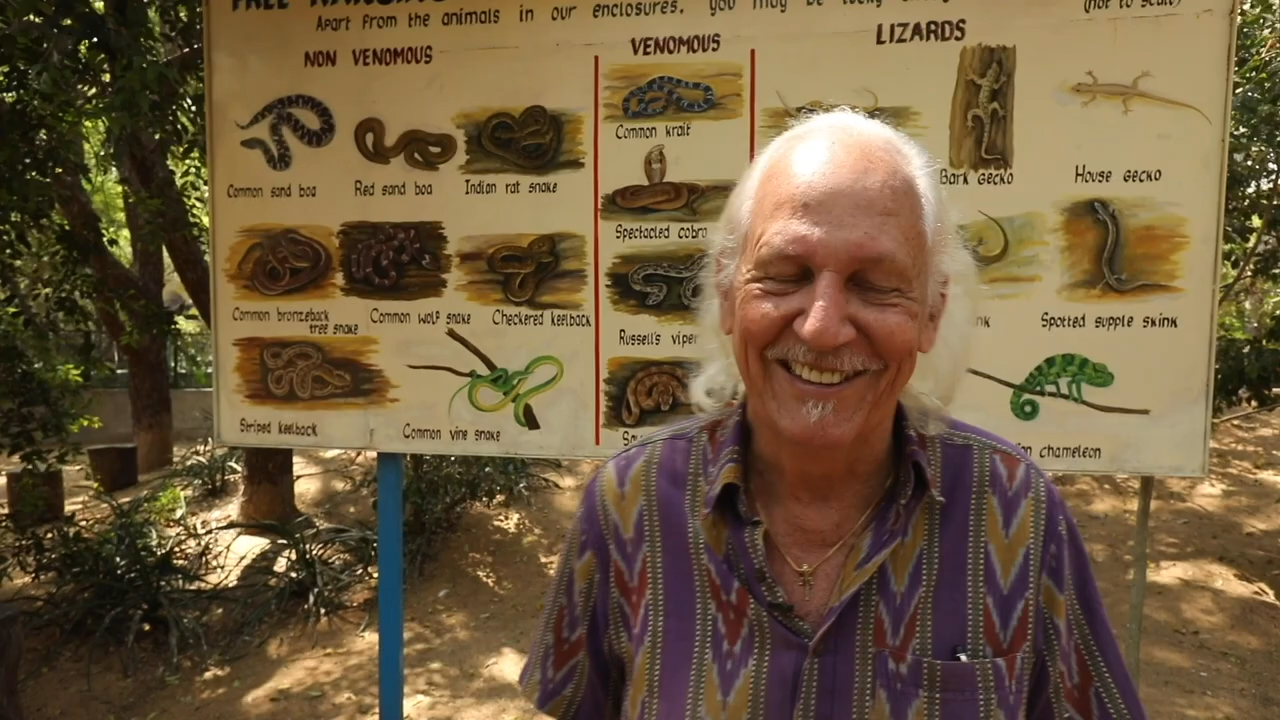 FREE
Apart from the animals in our enclosures, you may be lucky
(not to scale)
NON VENOMOUS
VENOMOUS
LIZARDS
Common sand boa
Red sand boa
Indian rat snake
Common krait
Bark Gecko
House Gecko
Spectacled cobra
Common bronzeback
tree snake
Common wolf snake
Checkered keelback
Russell's viper
Spotted supple skink
Striped keelback
Common vine snake
chameleon